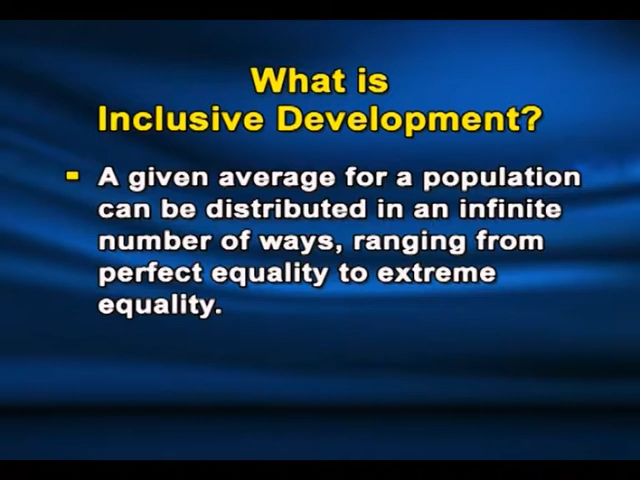 What is
Inclusive Development?
A given average for a population
can be distributed in an infinite
number of ways, ranging from
perfect equality to extreme
equality.